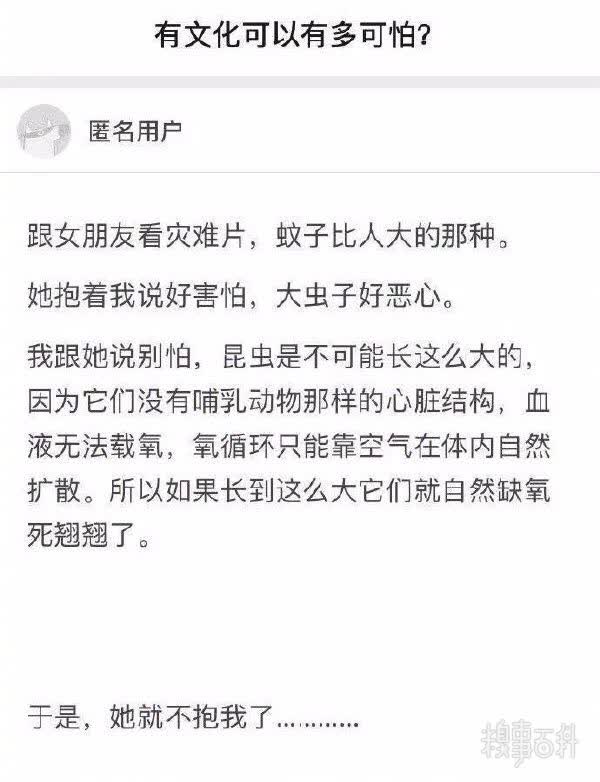 有文化可以有多可怕?
匿名用户
跟女朋友看灾难片，蚊子比人大的那种。
她抱着我说好害怕，大虫子好恶心。
我跟她说别怕，昆虫是不可能长这么大的，
因为它们没有哺乳动物那样的心脏结构，血
液无法载氧，氧循环只能靠空气在体内自然
扩散。所以如果长到这么大它们就自然缺氧
死翘翘了。
于是，她就不抱我了…………
糗事百科